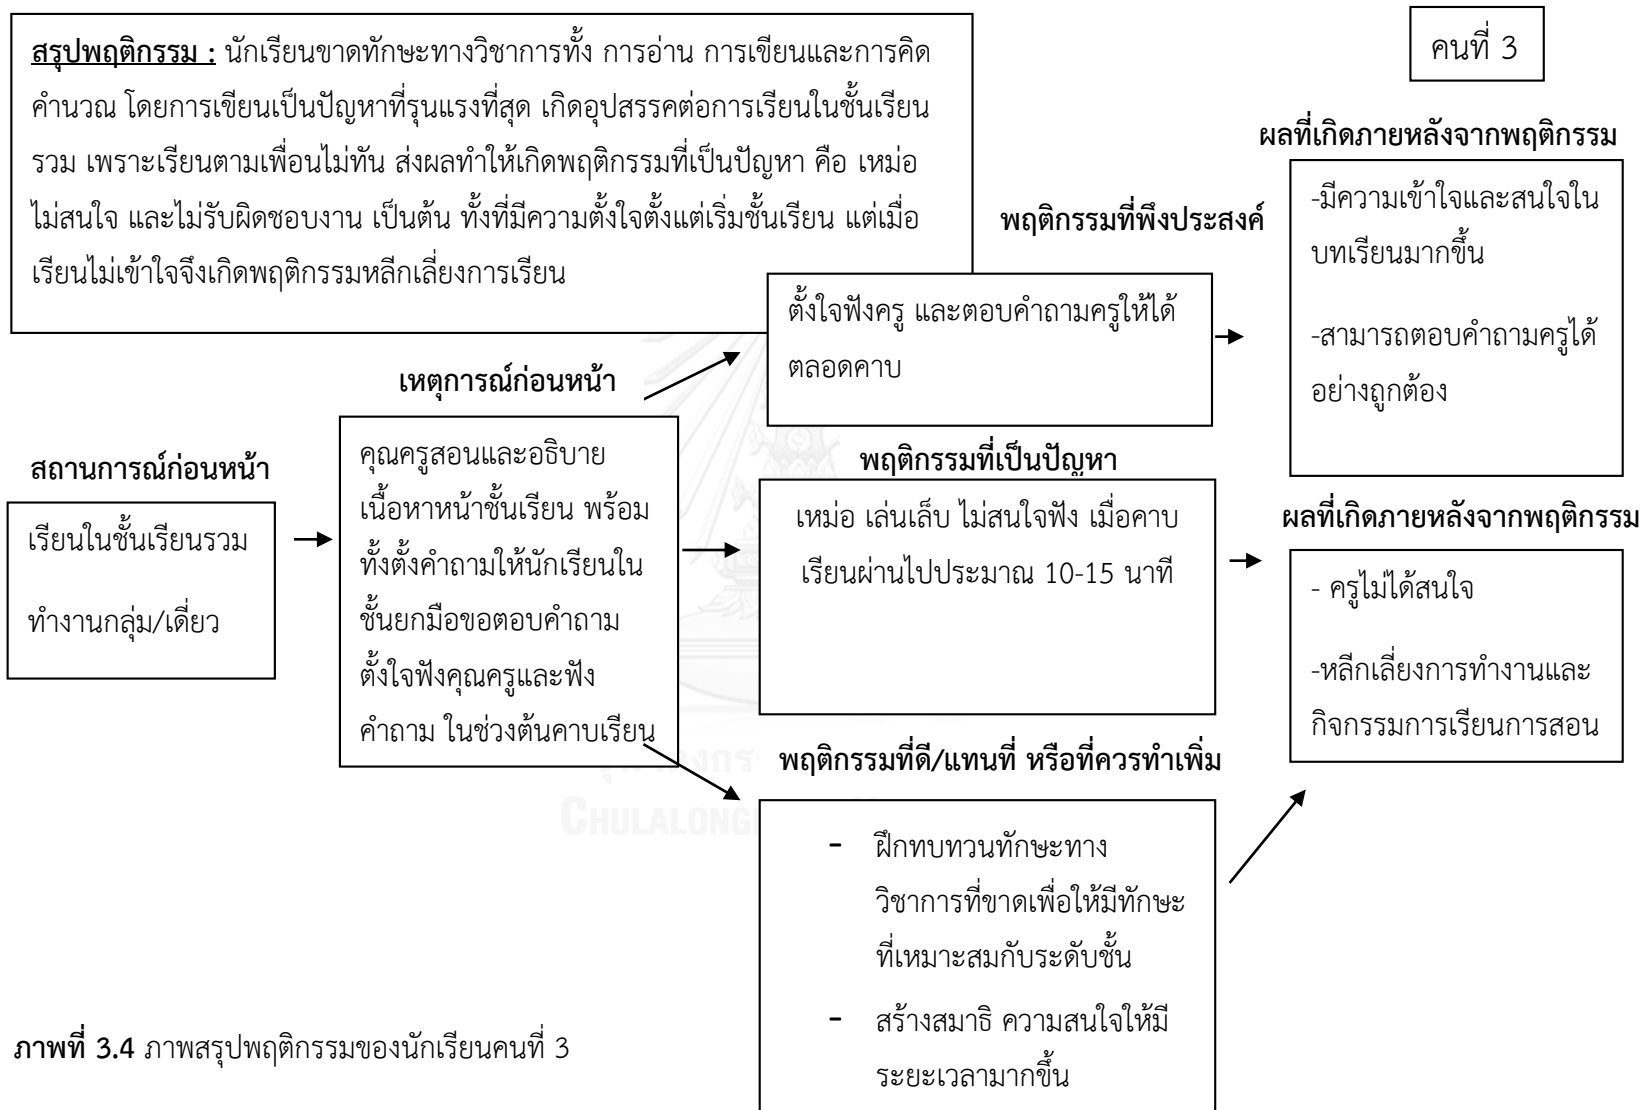 สรุปพฤติกรรม : นักเรียนขาดทักษะทางวิชาการทั้ง การอ่าน การเขียนและการคิด
คำนวณ โดยการเขียนเป็นปัญหาที่รุนแรงที่สุด เกิดอุปสรรคต่อการเรียนในชั้นเรียน
รวม เพราะเรียนตามเพื่อนไม่ทัน ส่งผลทำให้เกิดพฤติกรรมที่เป็นปัญหา คือ เหม่อ
ไม่สนใจ และไม่รับผิดชอบงาน เป็นต้น ทั้งที่มีความตั้งใจตั้งแต่เริ่มชั้นเรียน แต่เมื่อ
เรียนไม่เข้าใจจึงเกิดพฤติกรรมหลีกเลี่ยงการเรียน
คนที่ 3
สถานการณ์ก่อนหน้า
เรียนในชั้นเรียนรวม
ทำงานกลุ่ม/เดี่ยว
เหตุการณ์ก่อนหน้า
คุณครูสอนและอธิบาย
เนื้อหาหน้าชั้นเรียน พร้อม
ทั้งตั้งคำถามให้นักเรียนใน
ชั้นยกมือขอตอบคำถาม
ตั้งใจฟังคุณครูและฟัง
คำถาม ในช่วงต้นคาบเรียน
พฤติกรรมที่พึงประสงค์
ตั้งใจฟังครู และตอบคำถามครูให้ได้
ตลอดคาบ
ผลที่เกิดภายหลังจากพฤติกรรม
-มีความเข้าใจและสนใจใน
บทเรียนมากขึ้น
-สามารถตอบคำถามครูได้
อย่างถูกต้อง
พฤติกรรมที่เป็นปัญหา
เหม่อ เล่นเล็บ ไม่สนใจฟัง เมื่อคาบ
เรียนผ่านไปประมาณ 10-15 นาที
ผลที่เกิดภายหลังจากพฤติกรรม
- ครูไม่ได้สนใจ
-หลีกเลี่ยงการทำงานและ
กิจกรรมการเรียนการสอน
พฤติกรรมที่ดี/แทนที่ หรือที่ควรทำเพิ่ม
- ฝึกทบทวนทักษะทาง
วิชาการที่ขาดเพื่อให้มีทักษะ
ที่เหมาะสมกับระดับชั้น
- สร้างสมาธิ ความสนใจให้มี
ระยะเวลามากขึ้น
ภาพที่ 3.4 ภาพสรุปพฤติกรรมของนักเรียนคนที่ 3